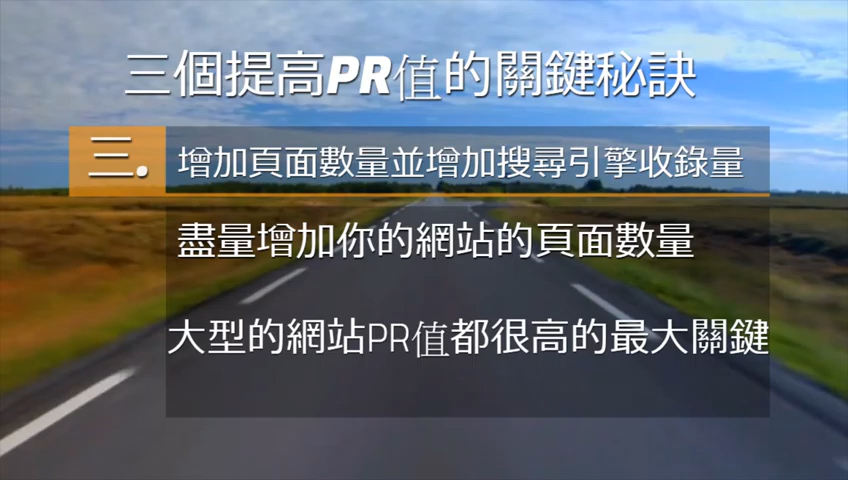 三個提高PR值的關鍵秘訣
三. 增加頁面數量並增加搜尋引擎收錄量
盡量增加你的網站的頁面數量
大型的網站PR值都很高的最大關鍵